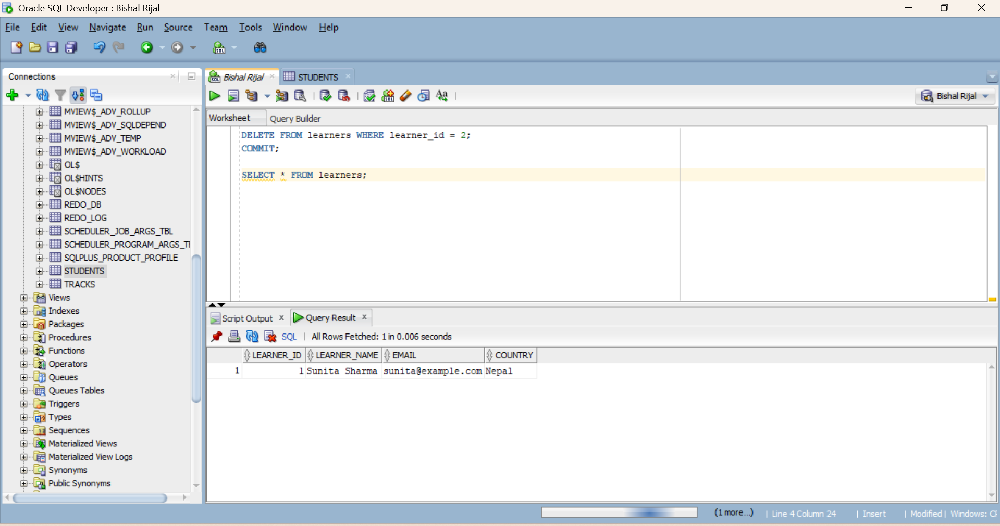 Oracle SQL Developer : Bishal Rijal
File Edit View Navigate Run Source Team Tools Window Help
Connections
MVIEW$_ADV_ROLLUP
MVIEW$_ADV_SQLDEPEND
MVIEW$_ADV_TEMP
MVIEW$_ADV_WORKLOAD
OL$
OL$HINTS
OL$NODES
REDO_DB
REDO_LOG
SCHEDULER_JOB_ARGS_TBL
SCHEDULER_PROGRAM_ARGS_T
SQLPLUS_PRODUCT_PROFILE
STUDENTS
TRACKS
Views
Indexes
Packages
Procedures
Functions
Operators
Queues
Queues Tables
Triggers
Types
Sequences
Materialized Views
Materialized View Logs
Synonyms
Public Synonyms
Bishal Rijal STUDENTS
Bishal Rijal
Worksheet Query Builder
DELETE FROM learners WHERE learner_id = 2;
COMMIT;
SELECT * FROM learners;
Script Output x Query Result x
SQL | All Rows Fetched: 1 in 0.006 seconds
LEARNER_ID LEARNER_NAME EMAIL COUNTRY
1 1 Sunita Sharma sunita@example.com Nepal
(1 more...) | Line 4 Column 24 | Insert | Modified | Windows: CF